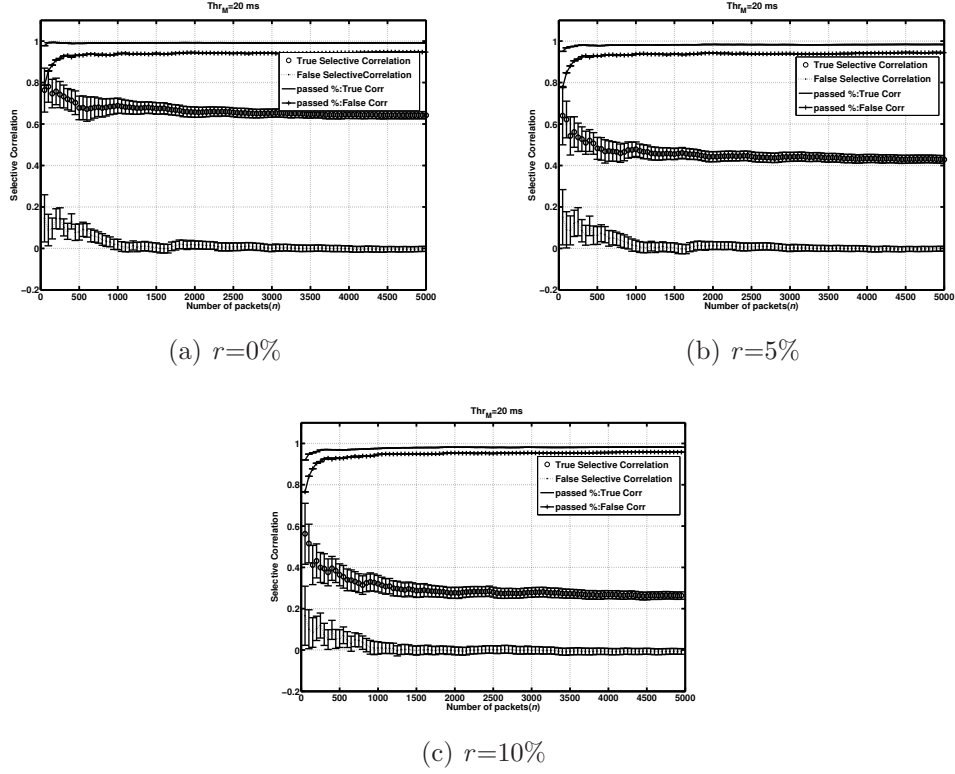 Thr_M=20 ms
1
0.8
0.6
0.4
0.2
0
−0.2
Selective Correlation
True Selective Correlation
False SelectiveCorrelation
passed %:True Corr
passed %:False Corr
0 500 1000 1500 2000 2500 3000 3500 4000 4500 5000
Number of packets(n)
(a) r=0%
Thr_M=20 ms
1
0.8
0.6
0.4
0.2
0
−0.2
Selective Correlation
True Selective Correlation
False Selective Correlation
passed %:True Corr
passed %:False Corr
0 500 1000 1500 2000 2500 3000 3500 4000 4500 5000
Number of packets(n)
(b) r=5%
Thr_M=20 ms
1
0.8
0.6
0.4
0.2
0
−0.2
Selective Correlation
True Selective Correlation
False Selective Correlation
passed %:True Corr
passed %:False Corr
0 500 1000 1500 2000 2500 3000 3500 4000 4500 5000
Number of packets(n)
(c) r=10%